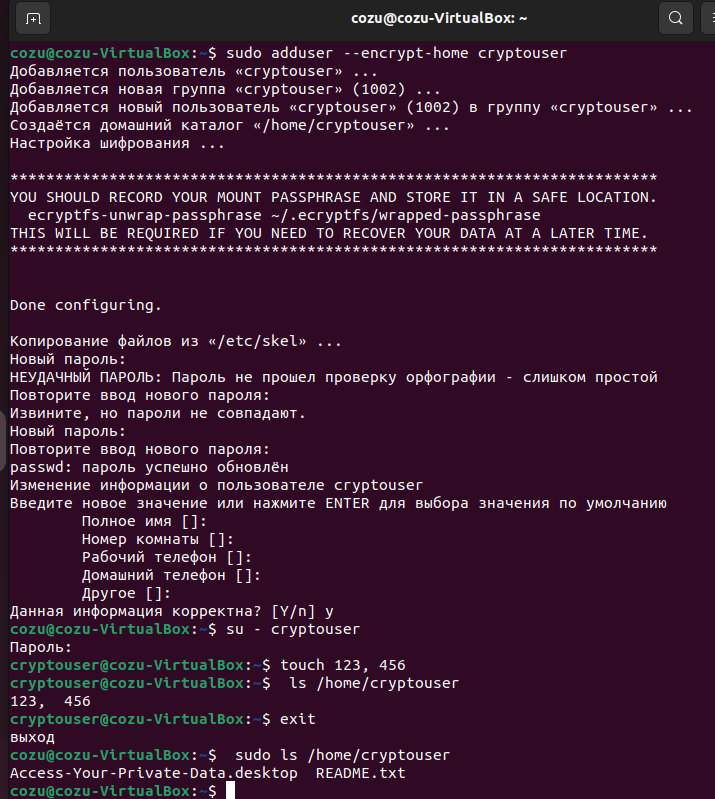 cozu@cozu-VirtualBox: ~
cozu@cozu-VirtualBox:~$ sudo adduser --encrypt-home cryptouser
Добавляется пользователь «cryptouser» ...
Добавляется новая группа «cryptouser» (1002) ...
Добавляется новый пользователь «cryptouser» (1002) в группу «cryptouser» ...
Создаётся домашний каталог «/home/cryptouser» ...
Настройка шифрования ...
************************************************************************
YOU SHOULD RECORD YOUR MOUNT PASSPHRASE AND STORE IT IN A SAFE LOCATION.
  ecryptfs-unwrap-passphrase ~/.ecryptfs/wrapped-passphrase
THIS WILL BE REQUIRED IF YOU NEED TO RECOVER YOUR DATA AT A LATER TIME.
************************************************************************
Done configuring.
Копирование файлов из «/etc/skel» ...
Новый пароль:
НЕУДАЧНЫЙ ПАРОЛЬ: Пароль не прошел проверку орфографии - слишком простой
Повторите ввод нового пароля:
Извините, но пароли не совпадают.
Новый пароль:
Повторите ввод нового пароля:
passwd: пароль успешно обновлён
Изменение информации о пользователе cryptouser
Введите новое значение или нажмите ENTER для выбора значения по умолчанию
        Полное имя []:
        Номер комнаты []:
        Рабочий телефон []:
        Домашний телефон []:
        Другое []:
Данная информация корректна? [Y/n] y
cozu@cozu-VirtualBox:~$ su - cryptouser
Пароль:
cryptouser@cozu-VirtualBox:~$ touch 123, 456
cryptouser@cozu-VirtualBox:~$  ls /home/cryptouser
123,  456
cryptouser@cozu-VirtualBox:~$ exit
выход
cozu@cozu-VirtualBox:~$  sudo ls /home/cryptouser
Access-Your-Private-Data.desktop  README.txt
cozu@cozu-VirtualBox:~$